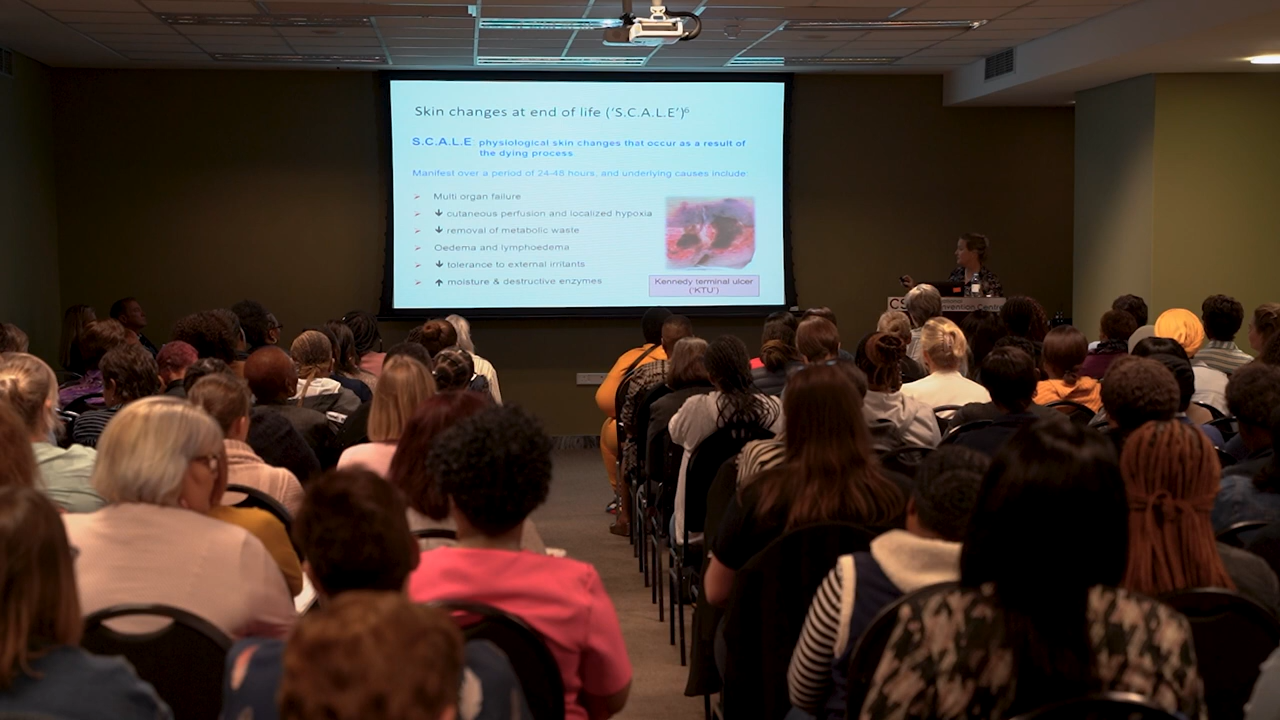 Skin changes at end of life ('S.C.A.L.E')⁶
S.C.A.L.E: physiological skin changes that occur as a result of
the dying process.
Manifest over a period of 24-48 hours, and underlying causes include:
➢ Multi organ failure
➢ ↓ cutaneous perfusion and localized hypoxia
➢ ↓ removal of metabolic waste
➢ Oedema and lymphoedema
➢ ↓ tolerance to external irritants
➢ ↑ moisture & destructive enzymes
Kennedy terminal ulcer
('KTU')
CS